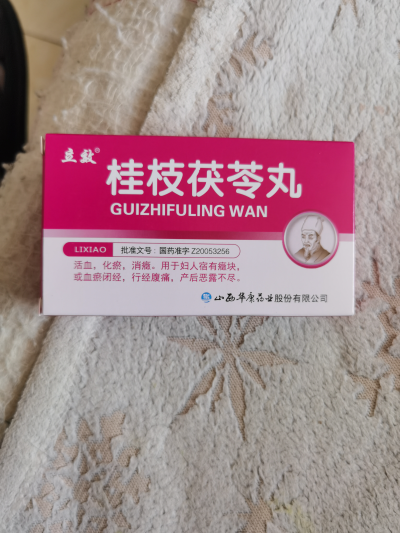 立效
桂枝茯苓丸
GUIZHIFULING WAN
LIXIAO 批准文号:国药准字Z20053256
活血,化瘀,消癥。用于妇人宿有癥块,
或血瘀闭经,行经腹痛,产后恶露不尽。
山西华康药业股份有限公司